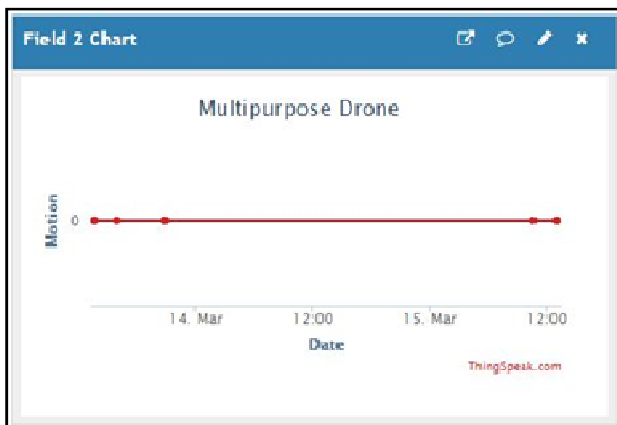 Field 2 Chart
Multipurpose Drone
Motion
0
14. Mar 12:00 15. Mar 12:00
Date
ThingSpeak.com